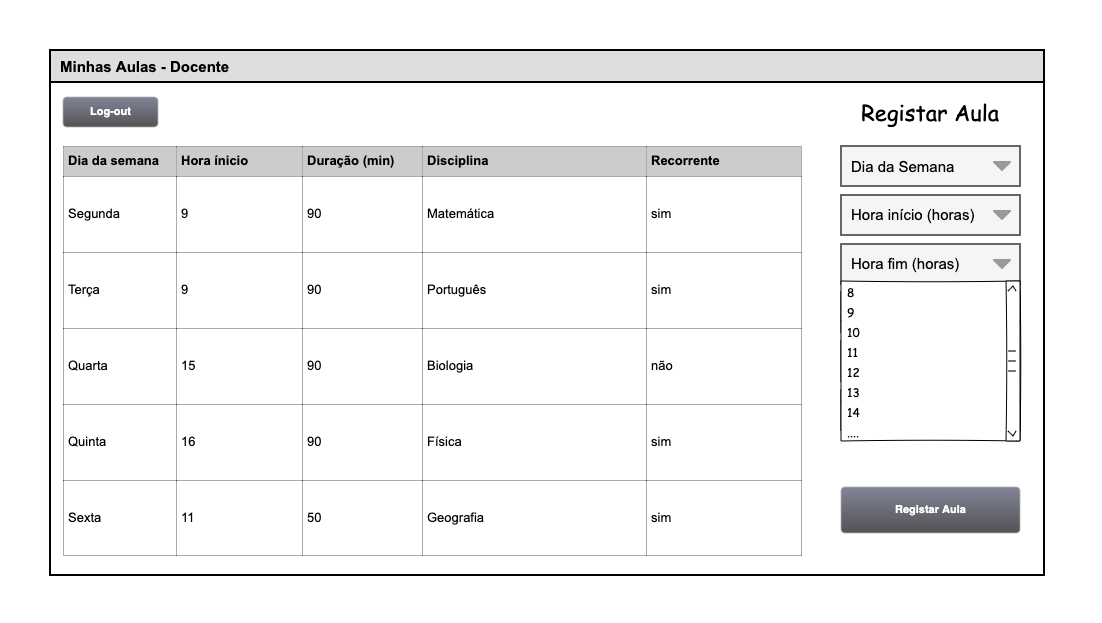 Minhas Aulas - Docente
Log-out
Dia da semana Hora ínicio Duração (min) Disciplina Recorrente
Segunda 9 90 Matemática sim
Terça 9 90 Português sim
Quarta 15 90 Biologia não
Quinta 16 90 Física sim
Sexta 11 50 Geografia sim
Registar Aula
Dia da Semana
Hora início (horas)
Hora fim (horas)
8
9
10
11
12
13
14
....
Registar Aula